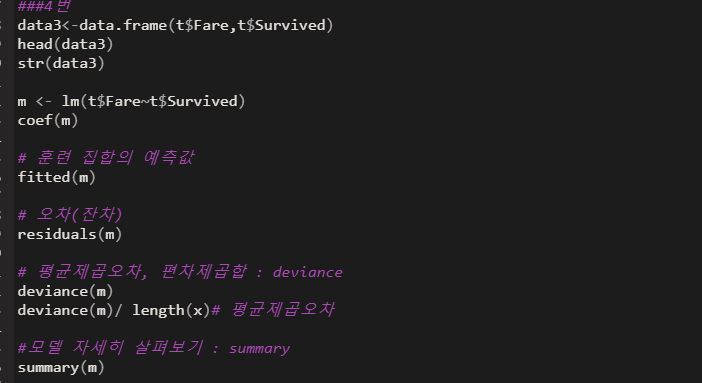 ###4번
data3<-data.frame(t$Fare,t$Survived)
head(data3)
str(data3)
m <- lm(t$Fare~t$Survived)
coef(m)
# 훈련 집합의 예측값
fitted(m)
# 오차(잔차)
residuals(m)
# 평균제곱오차, 편차제곱합 : deviance
deviance(m)
deviance(m)/ length(x)# 평균제곱오차
#모델 자세히 살펴보기 : summary
summary(m)